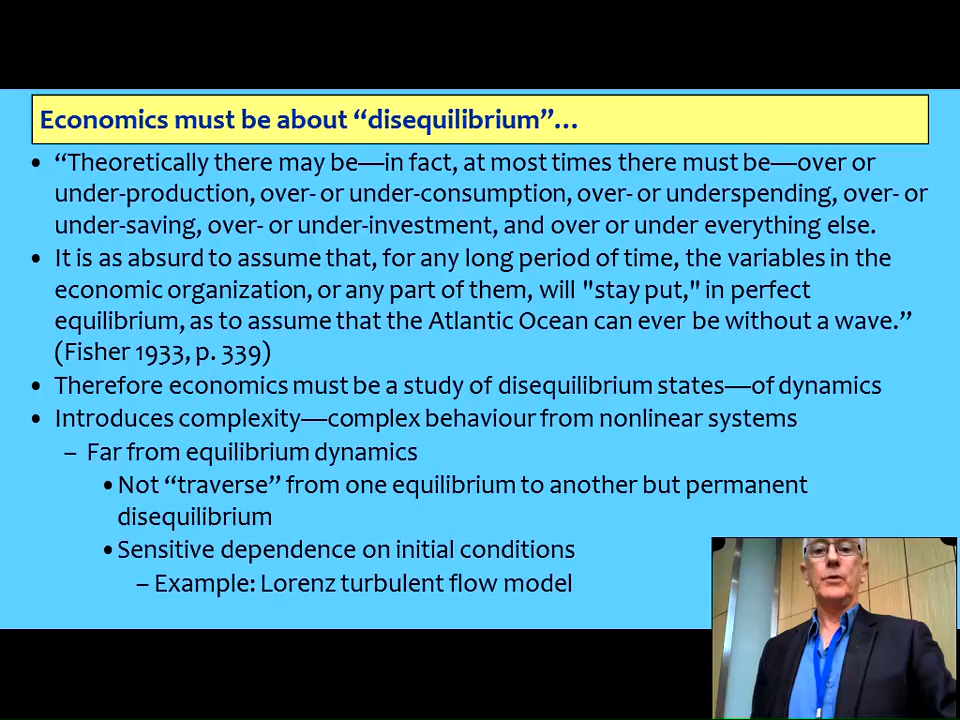 Economics must be about “disequilibrium”…
• “Theoretically there may be—in fact, at most times there must be—over or
under-production, over- or under-consumption, over- or underspending, over- or
under-saving, over- or under-investment, and over or under everything else.
• It is as absurd to assume that, for any long period of time, the variables in the
economic organization, or any part of them, will "stay put," in perfect
equilibrium, as to assume that the Atlantic Ocean can ever be without a wave.”
(Fisher 1933, p. 339)
• Therefore economics must be a study of disequilibrium states—of dynamics
• Introduces complexity—complex behaviour from nonlinear systems
– Far from equilibrium dynamics
• Not “traverse” from one equilibrium to another but permanent
disequilibrium
• Sensitive dependence on initial conditions
– Example: Lorenz turbulent flow model